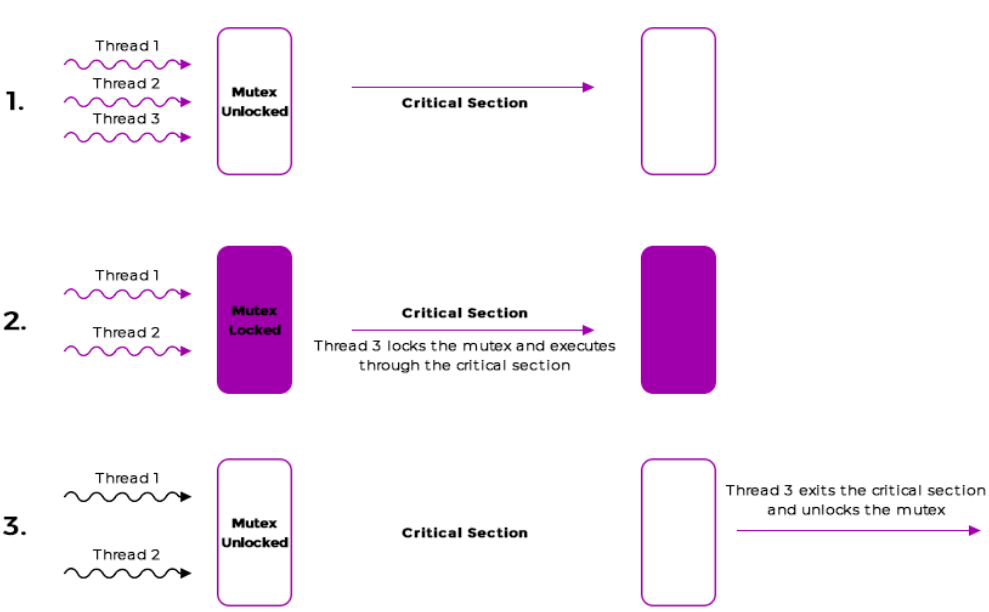 Thread 1
Thread 2
Thread 3
1.
Mutex
Unlocked
Critical Section
Thread 1
Thread 2
2.
Mutex
Locked
Critical Section
Thread 3 locks the mutex and executes
through the critical section
Thread 1
Thread 2
3.
Mutex
Unlocked
Critical Section
Thread 3 exits the critical section
and unlocks the mutex